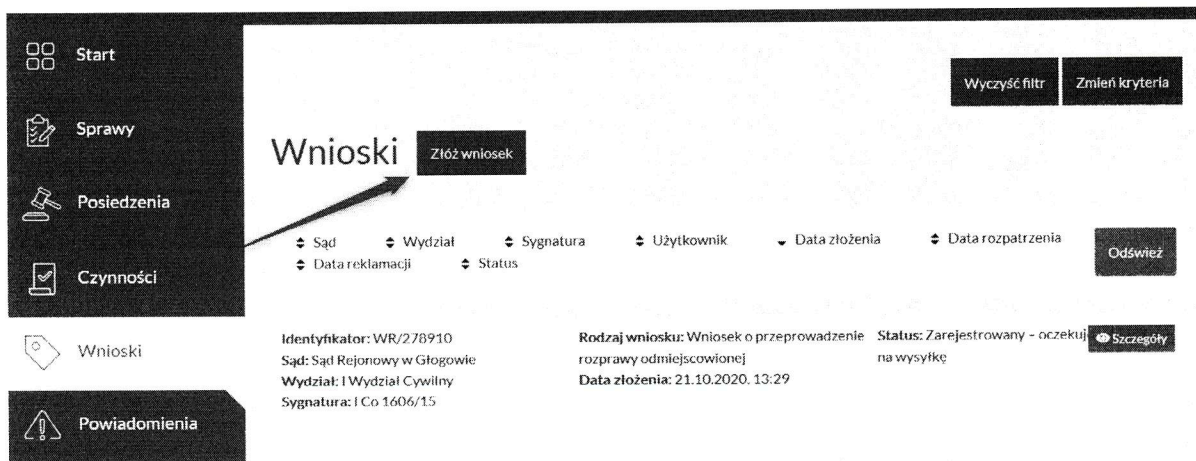 Start
Sprawy
Posiedzenia
Czynności
Wnioski
Powiadomienia
Wyczyść filtr Zmień kryteria
Wnioski Złóż wniosek
Sąd Wydział Sygnatura Użytkownik Data złożenia Data rozpatrzenia
Data reklamacji Status
Odśwież
Identyfikator: WR/278910
Sąd: Sąd Rejonowy w Głogowie
Wydział: I Wydział Cywilny
Sygnatura: I Co 1606/15
Rodzaj wniosku: Wniosek o przeprowadzenie
rozprawy odmiejscowionej
Data złożenia: 21.10.2020. 13:29
Status: Zarejestrowany – oczekuj
na wysyłkę
Szczegóły